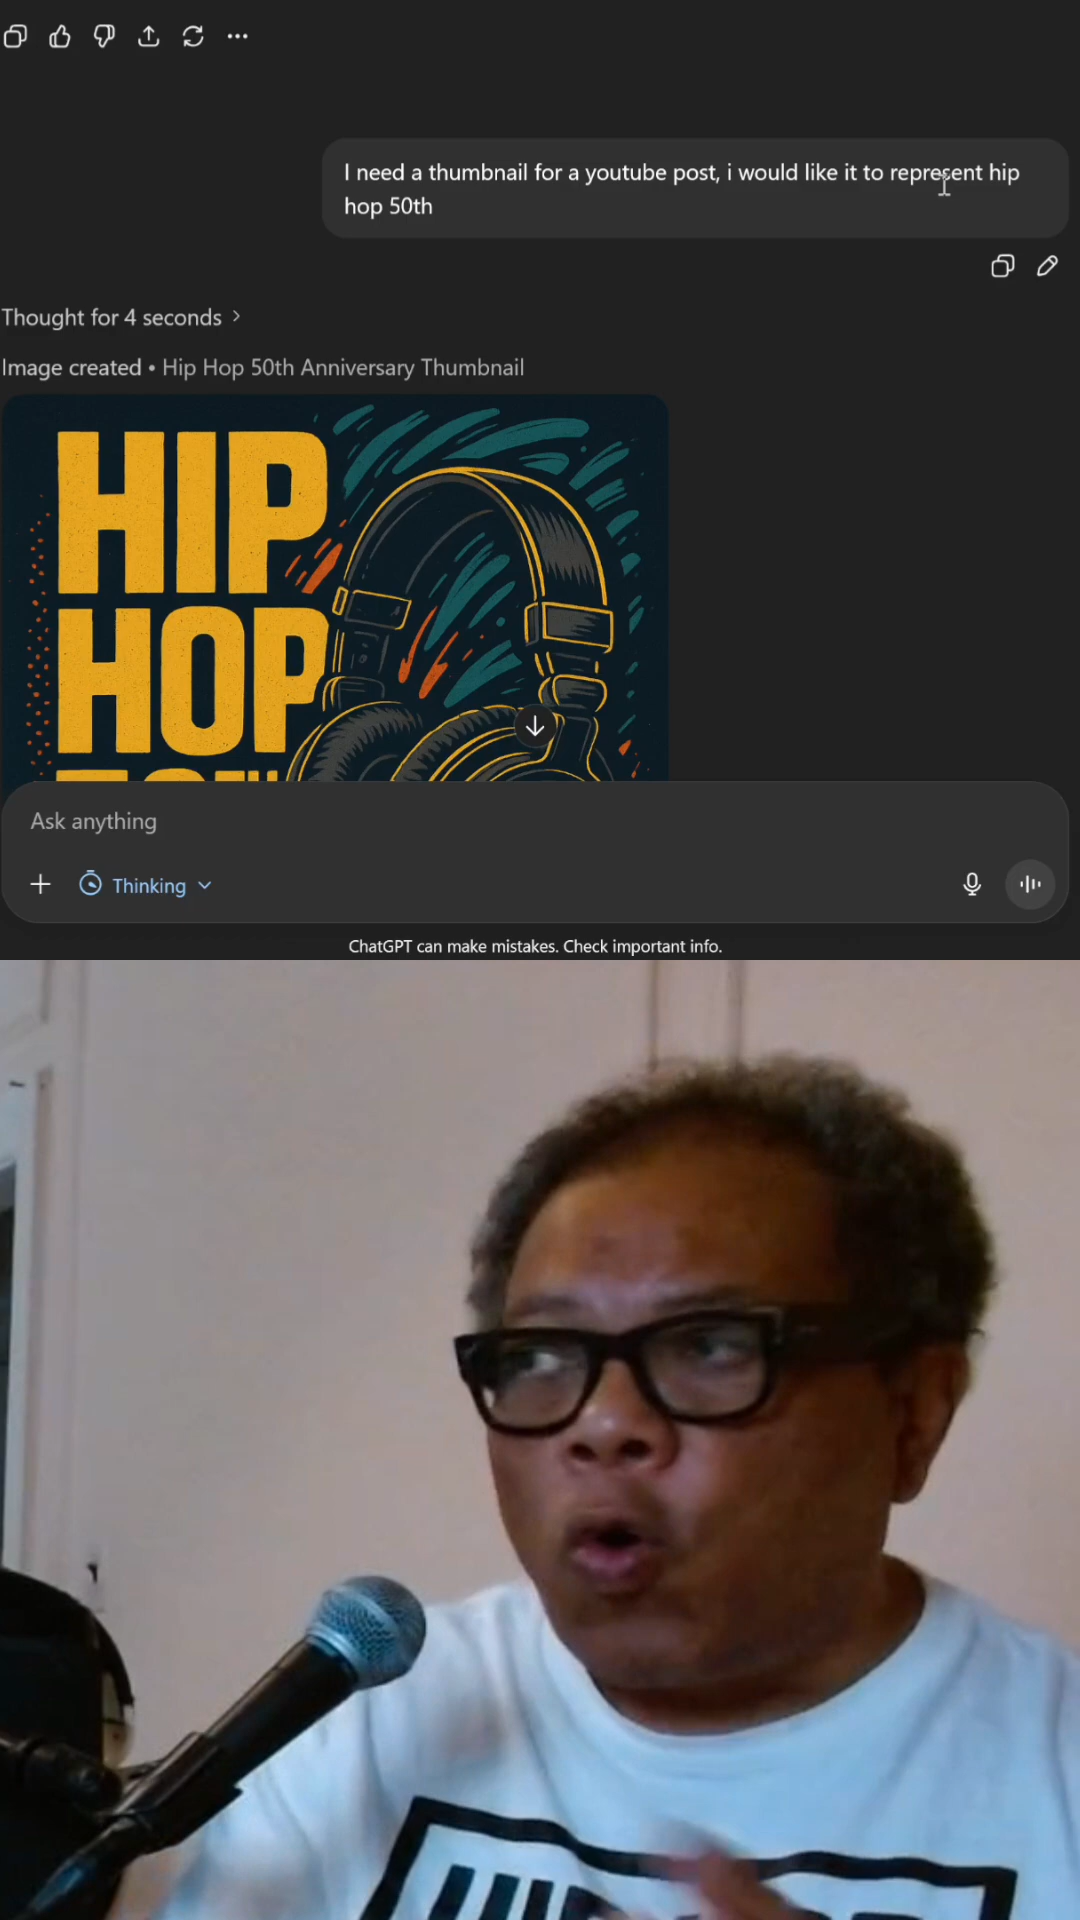 I need a thumbnail for a youtube post, i would like it to represent hip
hop 50th
Thought for 4 seconds
Image created • Hip Hop 50th Anniversary Thumbnail
HIP
HOP
50TH
Ask anything
Thinking
ChatGPT can make mistakes. Check important info.